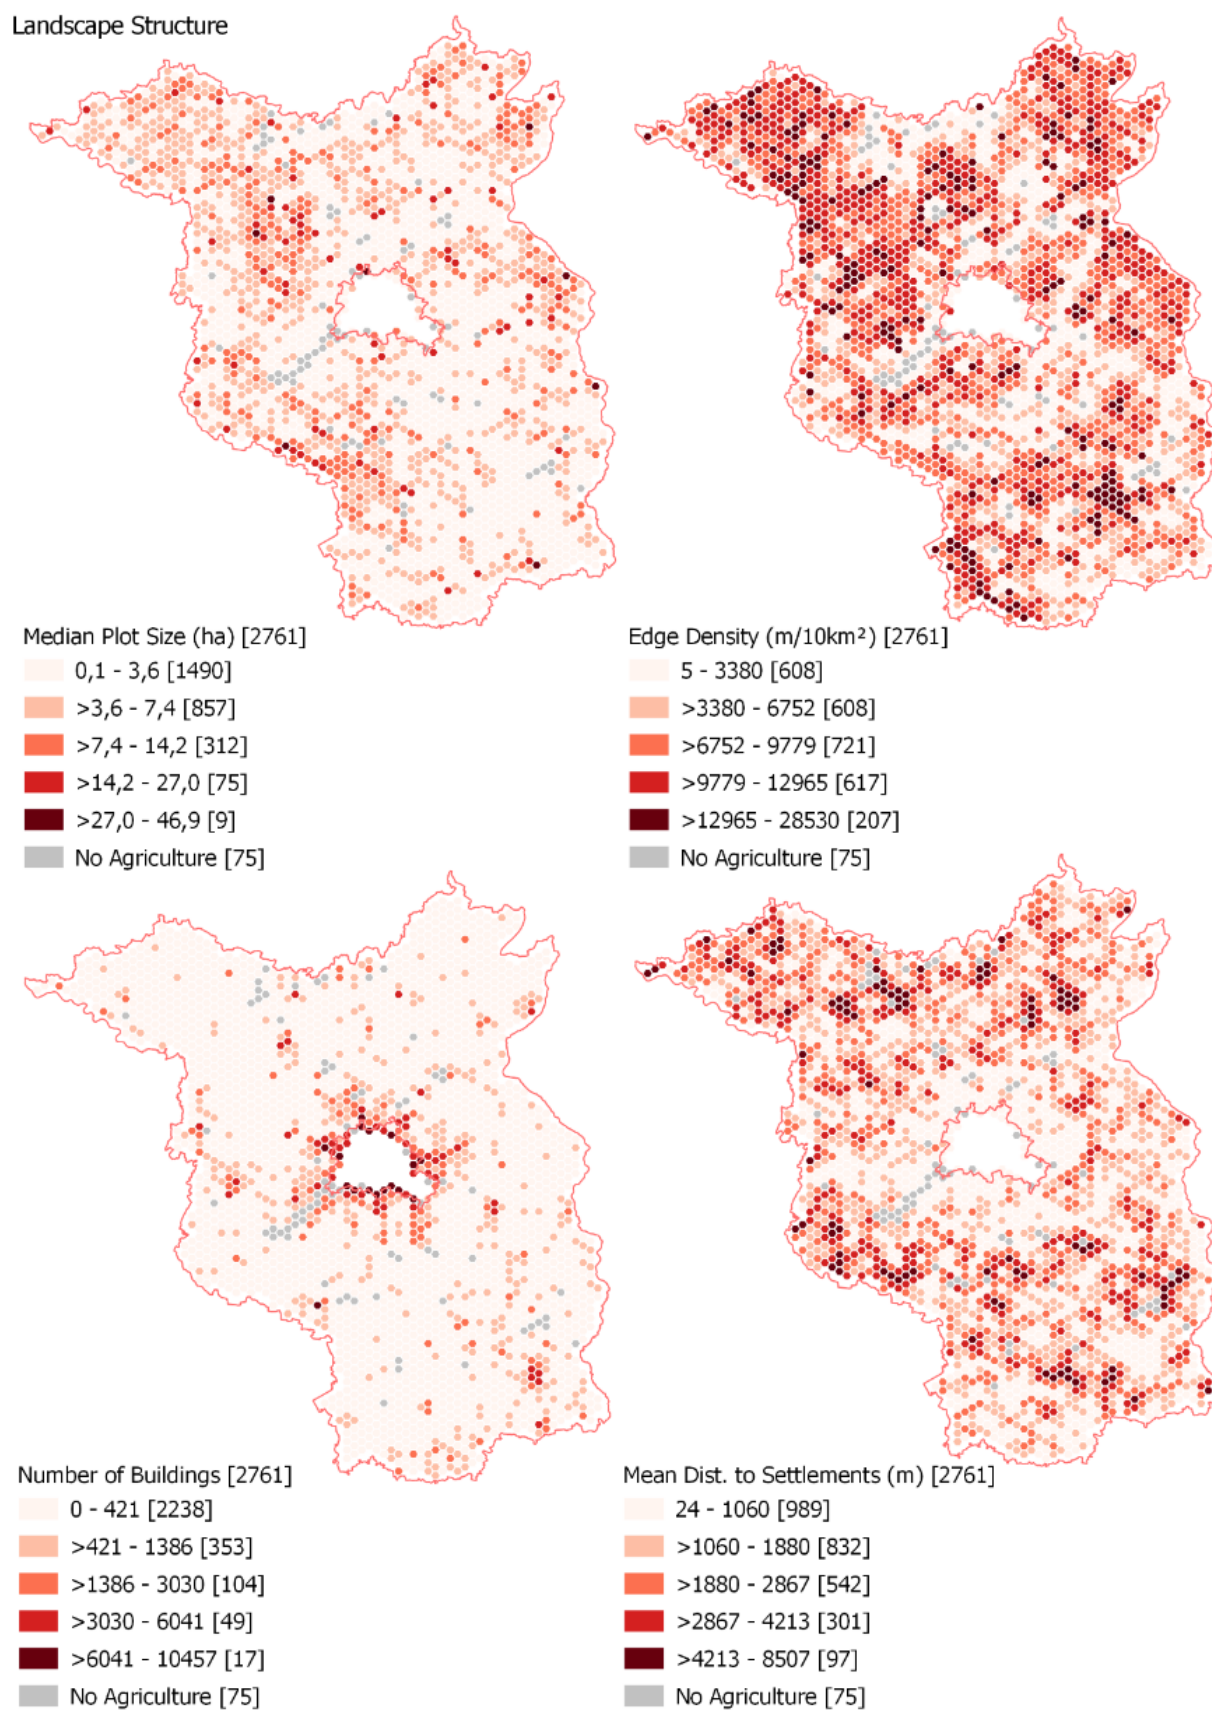 Landscape Structure
Median Plot Size (ha) [2761]
0,1 - 3,6 [1490]
>3,6 - 7,4 [857]
>7,4 - 14,2 [312]
>14,2 - 27,0 [75]
>27,0 - 46,9 [9]
No Agriculture [75]
Edge Density (m/10km²) [2761]
5 - 3380 [608]
>3380 - 6752 [608]
>6752 - 9779 [721]
>9779 - 12965 [617]
>12965 - 28530 [207]
No Agriculture [75]
Number of Buildings [2761]
0 - 421 [2238]
>421 - 1386 [353]
>1386 - 3030 [104]
>3030 - 6041 [49]
>6041 - 10457 [17]
No Agriculture [75]
Mean Dist. to Settlements (m) [2761]
24 - 1060 [989]
>1060 - 1880 [832]
>1880 - 2867 [542]
>2867 - 4213 [301]
>4213 - 8507 [97]
No Agriculture [75]